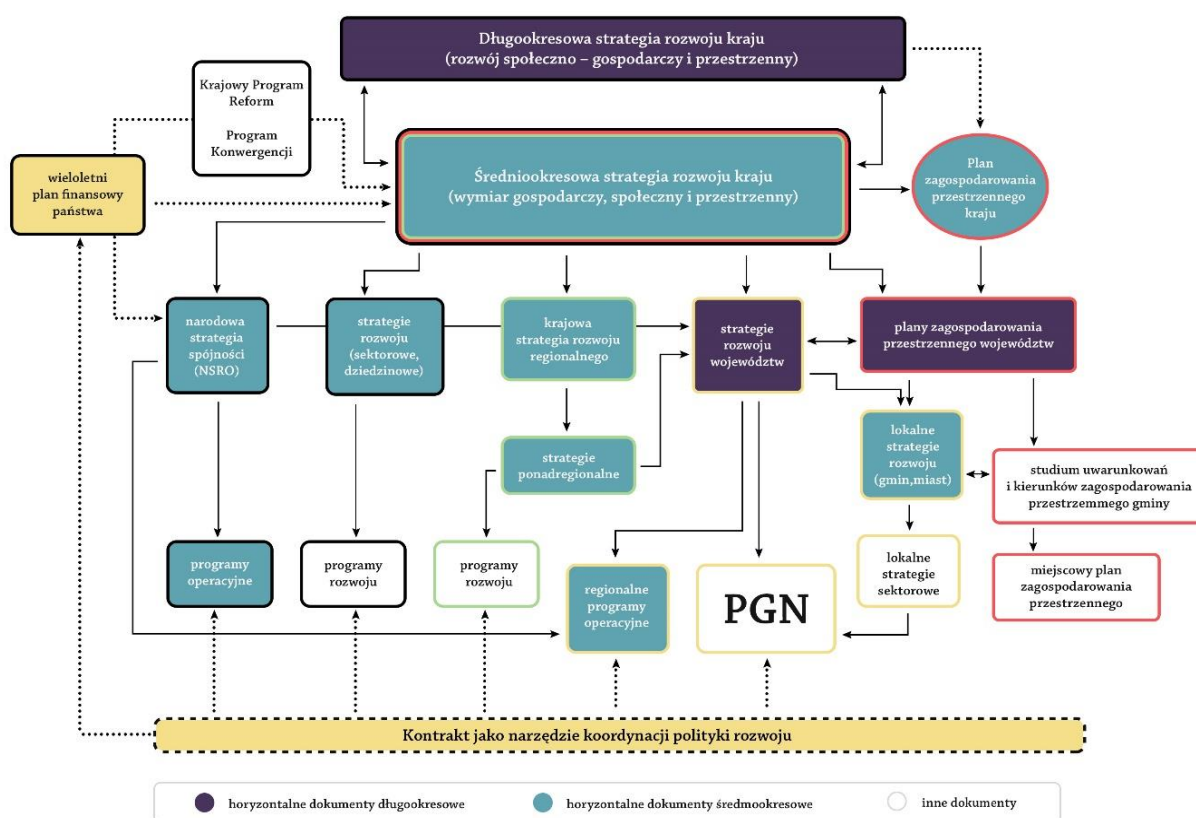 Długookresowa strategia rozwoju kraju
(rozwój społeczno – gospodarczy i przestrzenny)
Krajowy Program
Reform
Program
Konwergencji
wieloletni
plan finansowy
państwa
Średniookresowa strategia rozwoju kraju
(wymiar gospodarczy, społeczny i przestrzenny)
Plan
zagospodarowania
przestrzennego
kraju
narodowa
strategia
spójności
(NSRO)
strategie
rozwoju
(sektorowe,
dziedzinowe)
krajowa
strategia rozwoju
regionalnego
strategie
rozwoju
województw
plany zagospodarowania
przestrzennego województw
strategie
ponadregionalne
lokalne
strategie
rozwoju
(gmin,miast)
studium uwarunkowań
i kierunków zagospodarowania
przestrzemmego gminy
programy
operacyjne
programy
rozwoju
programy
rozwoju
regionalne
programy
operacyjne
PGN
lokalne
strategie
sektorowe
miejscowy plan
zagospodarowania
przestrzennego
Kontrakt jako narzędzie koordynacji polityki rozwoju
horyzontalne dokumenty długookresowe
horyzontalne dokumenty średmookresowe
inne dokumenty